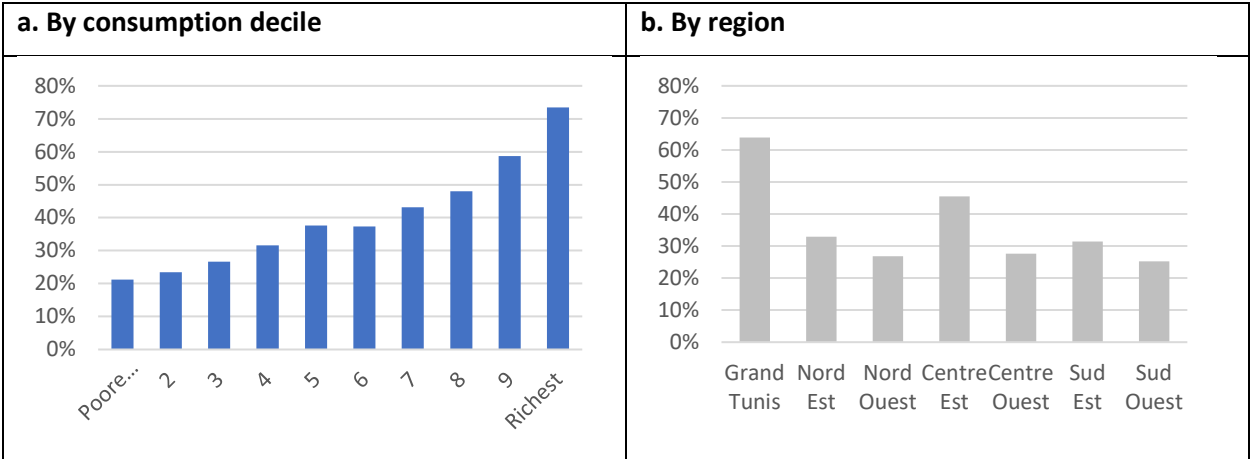 a. By consumption decile
b. By region
80%
70%
60%
50%
40%
30%
20%
10%
0%
Poore...
2
3
4
5
6
7
8
9
Richest
80%
70%
60%
50%
40%
30%
20%
10%
0%
Grand Tunis
Nord Est
Nord Ouest
Centre Est
Centre Ouest
Sud Est
Sud Ouest